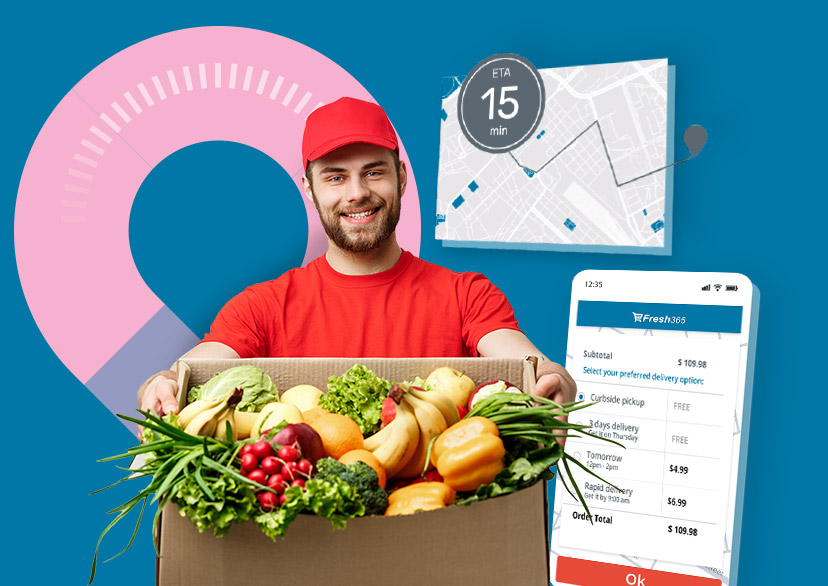 ETA
15
min
12:35
Fresh365
Subtotal
$ 109.98
Select your preferred delivery option:
Curbside pickup
FREE
3 days delivery
Get it on Thursday
FREE
Tomorrow
12pm - 2pm
$4.99
Rapid delivery
Get it by 9:00 am
$6.99
Order Total
$ 109.98
Ok